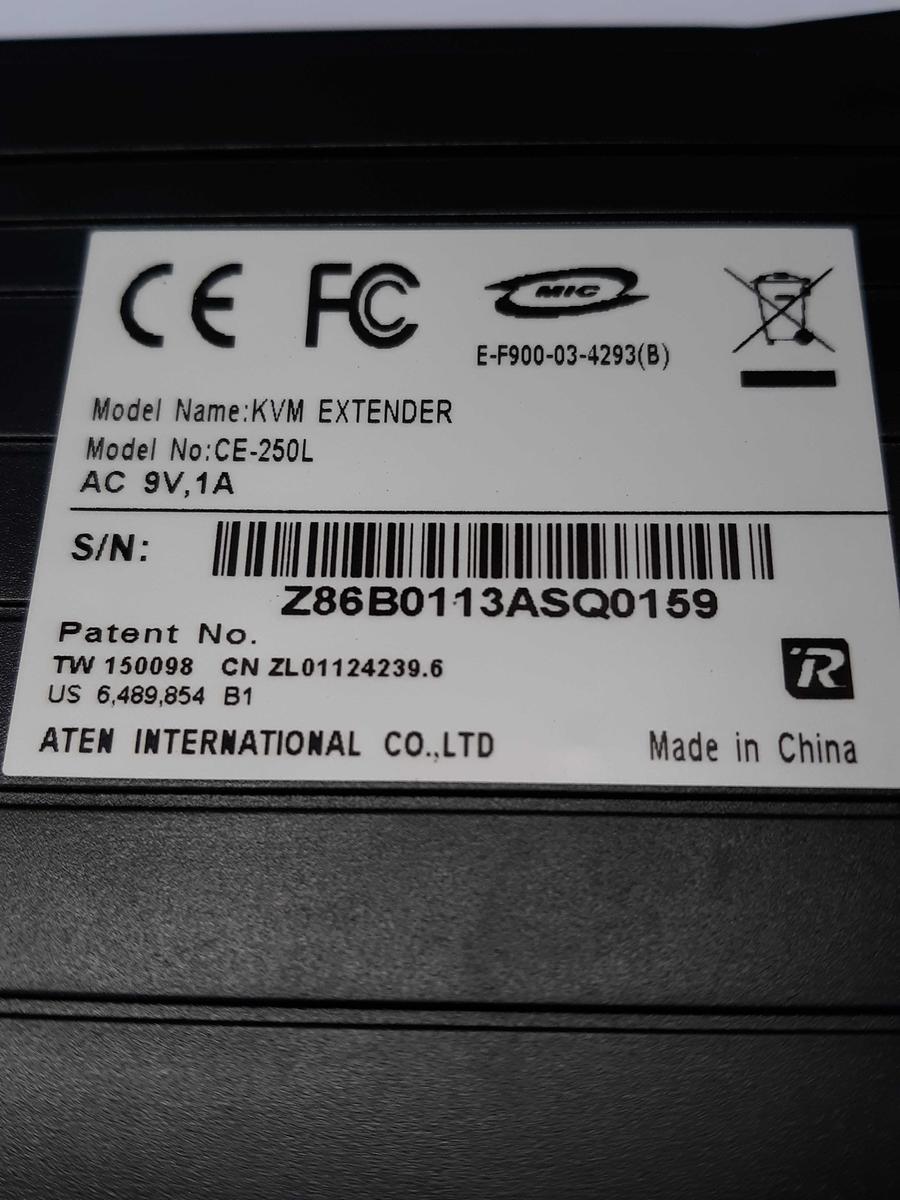 CE FC MIC
E-F900-03-4293(B)
Model Name:KVM EXTENDER
Model No:CE-250L
AC 9V,1A
S/N:
Z86B0113ASQ0159
Patent No.
TW 150098 CN ZL01124239.6
US 6,489,854 B1
R
ATEN INTERNATIONAL CO.,LTD Made in China